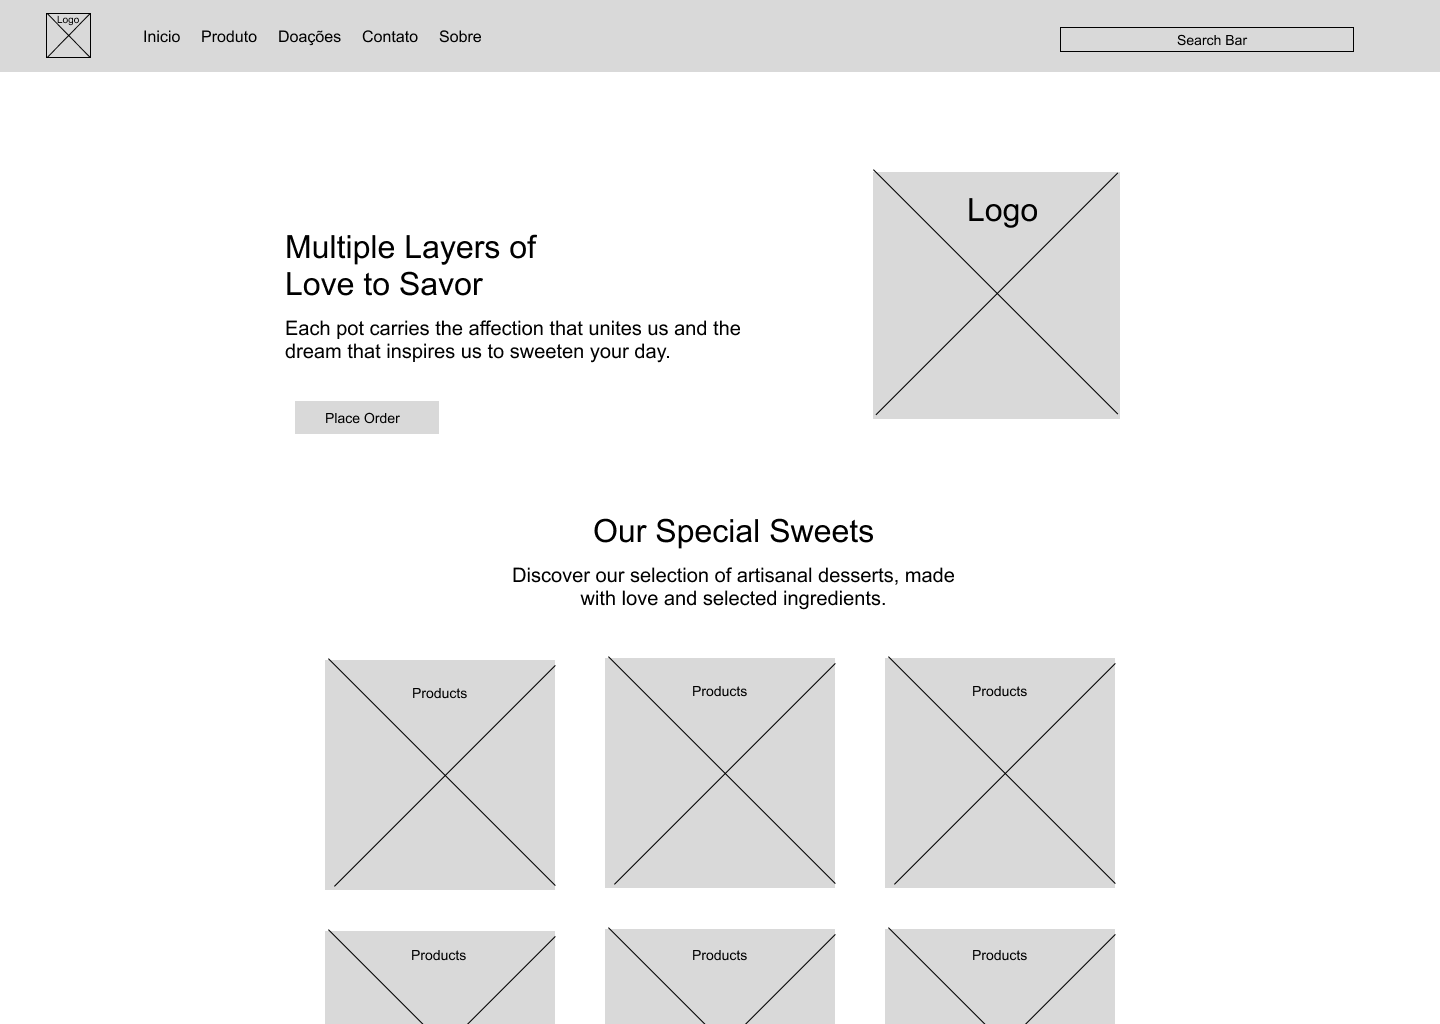 Logo
Inicio Produto Doações Contato Sobre
Search Bar
Logo
Multiple Layers of
Love to Savor
Each pot carries the affection that unites us and the
dream that inspires us to sweeten your day.
Place Order
Our Special Sweets
Discover our selection of artisanal desserts, made
with love and selected ingredients.
Products
Products
Products
Products
Products
Products